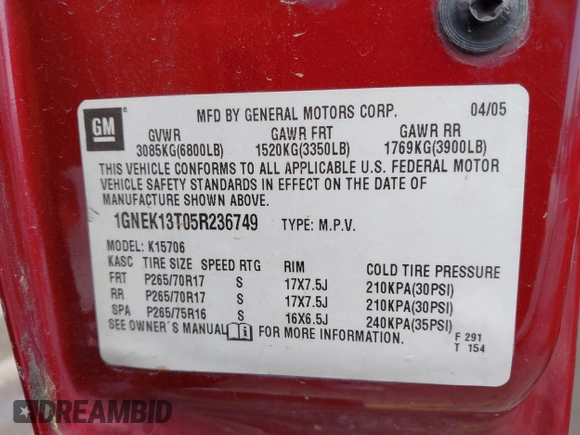 GM®
MFD BY GENERAL MOTORS CORP. 04/05
GVWR GAWR FRT GAWR RR
3085KG(6800LB) 1520KG(3350LB) 1769KG(3900LB)
THIS VEHICLE CONFORMS TO ALL APPLICABLE U.S. FEDERAL MOTOR
VEHICLE SAFETY STANDARDS IN EFFECT ON THE DATE OF
MANUFACTURE SHOWN ABOVE.
1GNEK13T05R236749 TYPE: M.P.V.
MODEL: K15706
KASC TIRE SIZE SPEED RTG RIM COLD TIRE PRESSURE
FRT P265/70R17 S 17X7.5J 210KPA(30PSI)
RR P265/70R17 S 17X7.5J 210KPA(30PSI)
SPA P265/75R16 S 16X6.5J 240KPA(35PSI)
SEE OWNER'S MANUAL FOR MORE INFORMATION.
F 291
T 154
DREAMBID